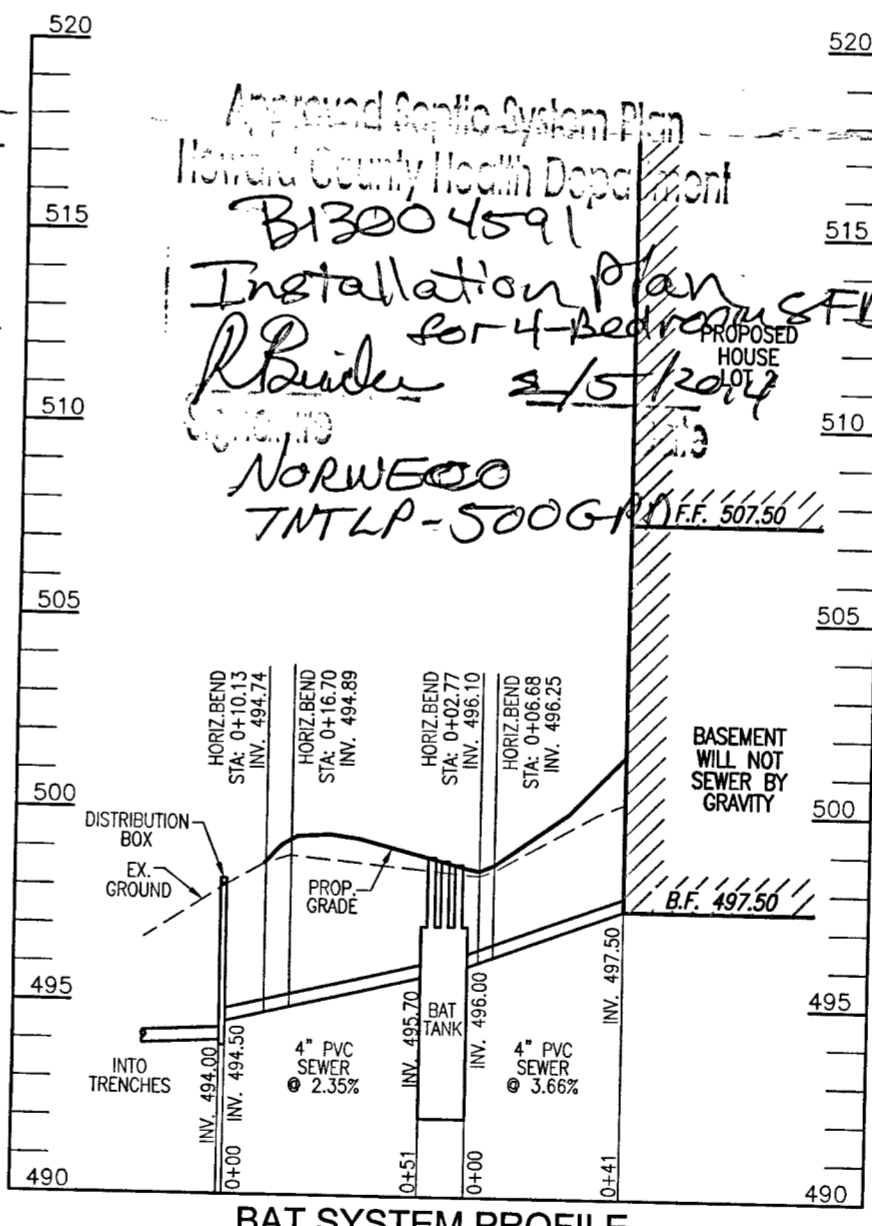 520
520
Approved Septic System Plan
Howard County Health Department
B13004591
515
515
Installation Plan
for 4-Bedroom SFD
PROPOSED
HOUSE
LOT 2
/5/2014
510
510
Signature
Date
NORWECO
TNTLP-500GPD
F.F. 507.50
505
505
HORIZ.BEND
STA: 0+10.13
INV. 494.74
HORIZ.BEND
STA: 0+16.70
INV. 494.89
HORIZ.BEND
STA: 0+02.77
INV. 496.10
HORIZ.BEND
STA: 0+06.68
INV. 496.25
BASEMENT
WILL NOT
SEWER BY
GRAVITY
500
500
DISTRIBUTION
BOX
EX.
GROUND
PROP.
GRADE
B.F. 497.50
495
495
INTO
TRENCHES
INV. 494.00
INV. 494.50
4" PVC
SEWER
@ 2.35%
INV. 495.70
BAT
TANK
INV. 496.00
4" PVC
SEWER
@ 3.66%
INV. 497.50
490
0+00
0+51
0+00
0+41
490
BAT SYSTEM PROFILE